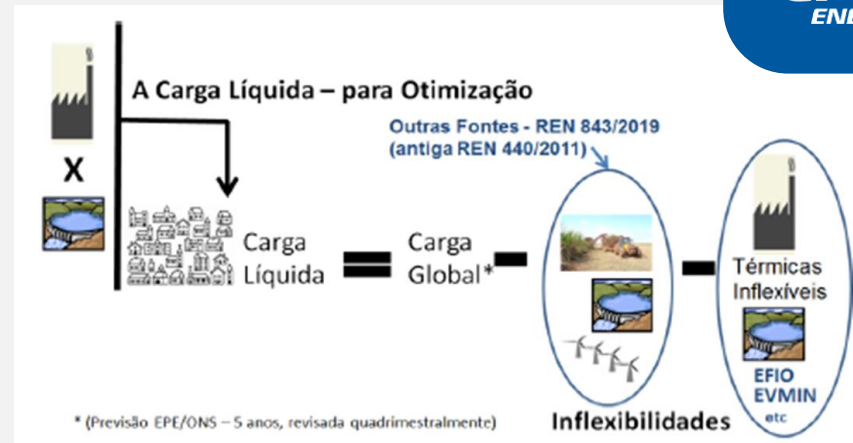 A Carga Líquida – para Otimização
Outras Fontes - REN 843/2019
(antiga REN 440/2011)
X
Carga
Líquida
=
Carga
Global*
-
-
Térmicas
Inflexíveis
EFIO
EVMIN
etc
Inflexibilidades
* (Previsão EPE/ONS – 5 anos, revisada quadrimestralmente)